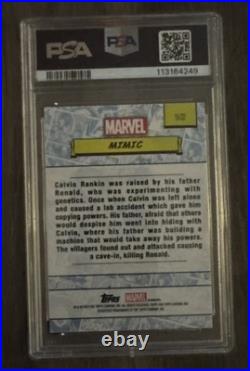 PSA PSA
113164249
MARVEL
MIMIC
Calvin Rankin was raised by his father
Ronald, who was experimenting with
genetics. Once when Calvin was left alone
and caused a lab accident which gave him
copying powers. His father, afraid that others
would despise him went into hiding with
Calvin, where his father was building a
machine that would take away his powers.
The villagers found out and attacked causing
a cave-in, killing Ronald.
Topps MARVEL